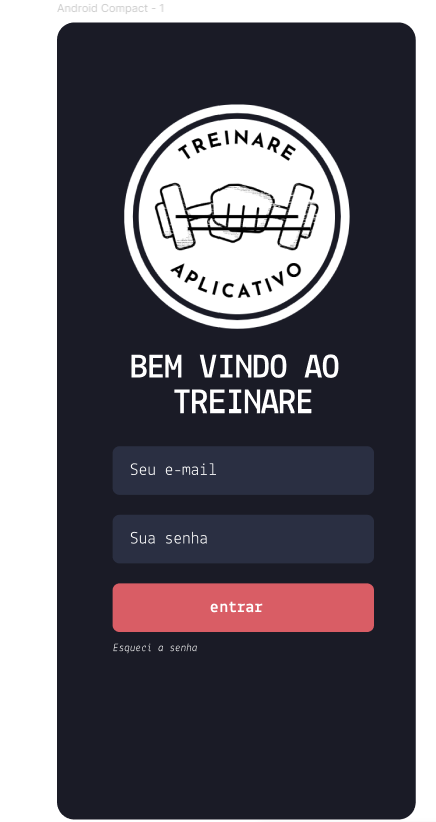 Android Compact - 1
TREINARE
APLICATIVO
BEM VINDO AO
TREINARE
Seu e-mail
Sua senha
entrar
Esqueci a senha